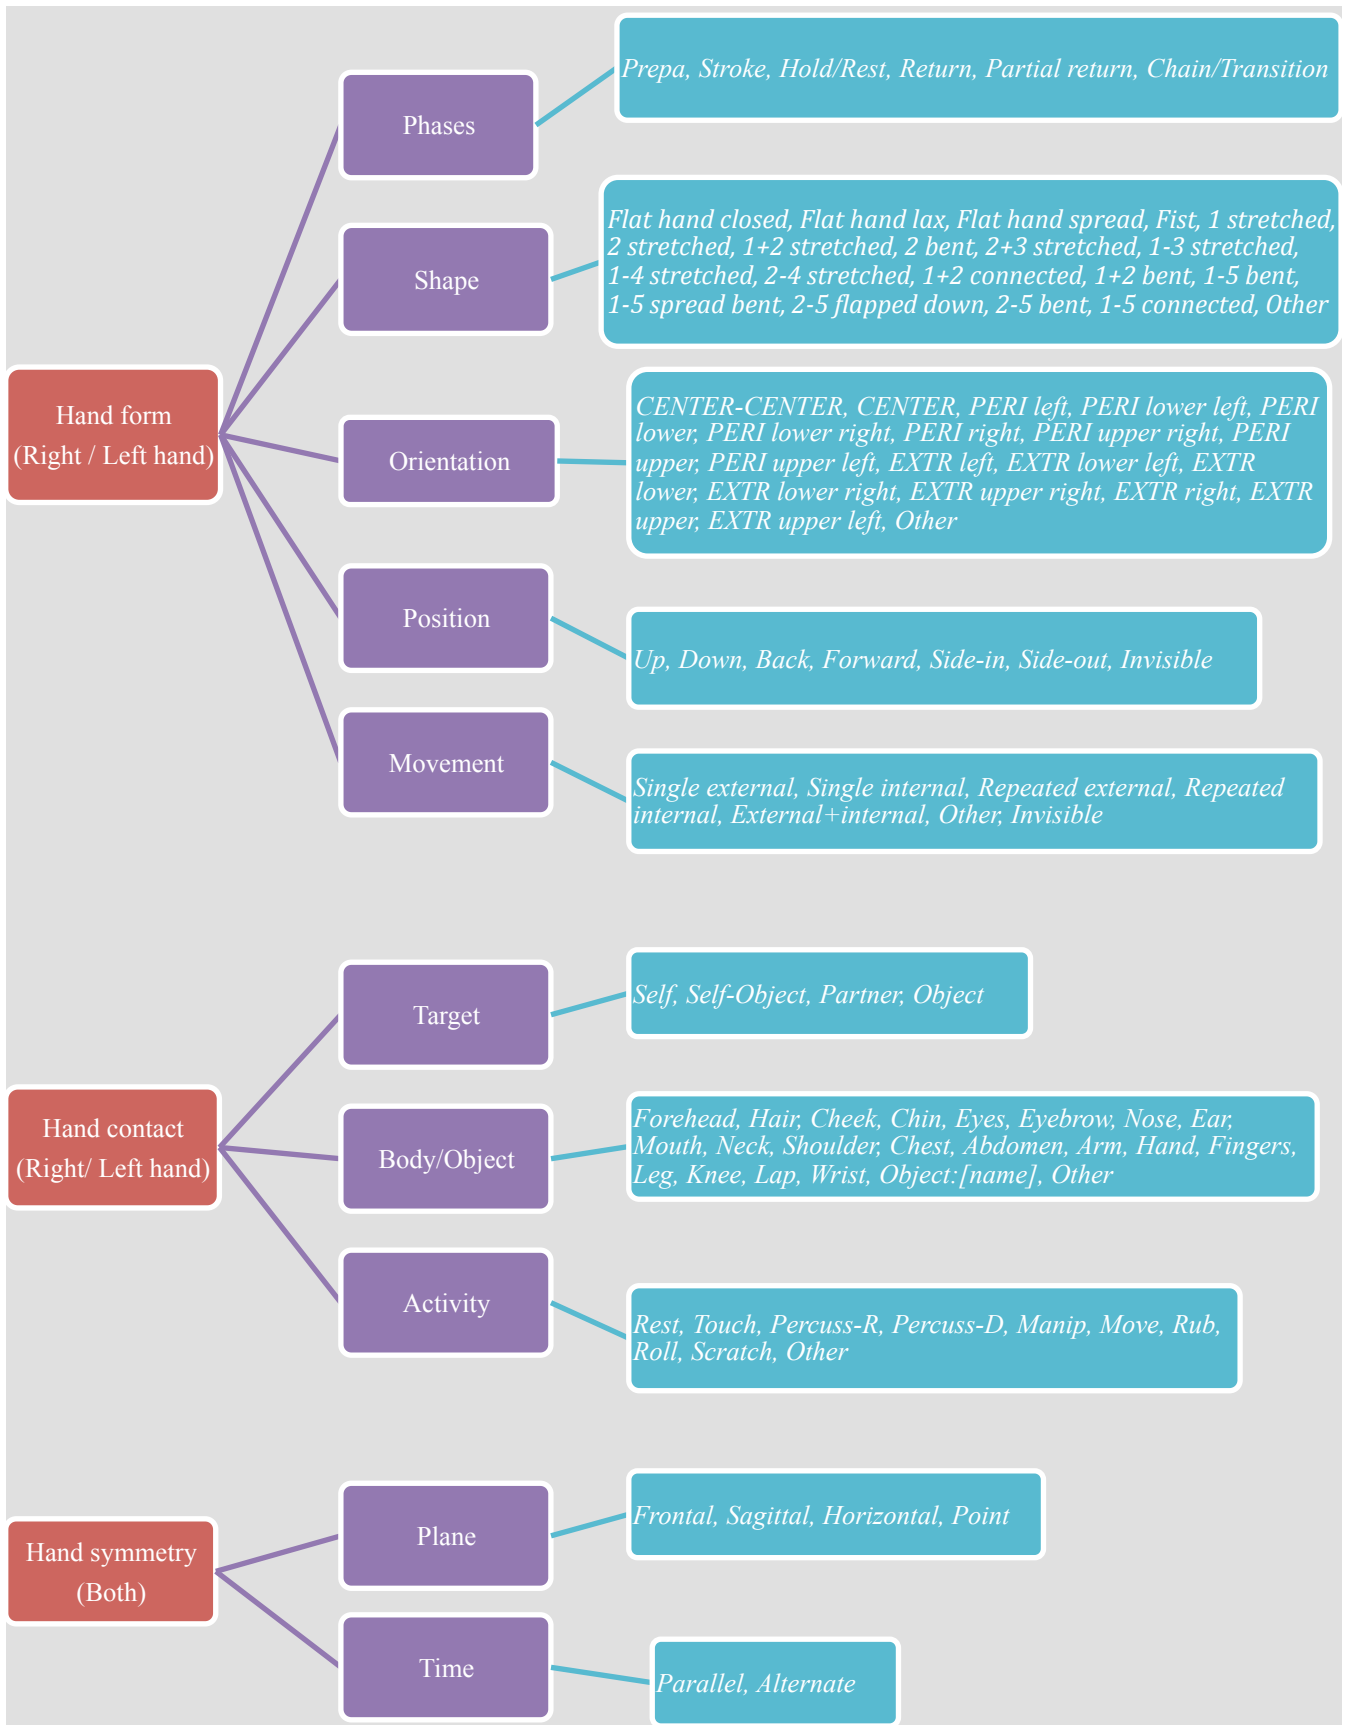 Phases
Prepa, Stroke, Hold/Rest, Return, Partial return, Chain/Transition
Shape
Flat hand closed, Flat hand lax, Flat hand spread, Fist, 1 stretched,
2 stretched, 1+2 stretched, 2 bent, 2+3 stretched, 1-3 stretched,
1-4 stretched, 2-4 stretched, 1+2 connected, 1+2 bent, 1-5 bent,
1-5 spread bent, 2-5 flapped down, 2-5 bent, 1-5 connected, Other
Hand form
(Right / Left hand)
Orientation
CENTER-CENTER, CENTER, PERI left, PERI lower left, PERI
lower, PERI lower right, PERI right, PERI upper right, PERI
upper, PERI upper left, EXTR left, EXTR lower left, EXTR
lower, EXTR lower right, EXTR upper right, EXTR right, EXTR
upper, EXTR upper left, Other
Position
Up, Down, Back, Forward, Side-in, Side-out, Invisible
Movement
Single external, Single internal, Repeated external, Repeated
internal, External+internal, Other, Invisible
Target
Self, Self-Object, Partner, Object
Hand contact
(Right/ Left hand)
Body/Object
Forehead, Hair, Cheek, Chin, Eyes, Eyebrow, Nose, Ear,
Mouth, Neck, Shoulder, Chest, Abdomen, Arm, Hand, Fingers,
Leg, Knee, Lap, Wrist, Object:[name], Other
Activity
Rest, Touch, Percuss-R, Percuss-D, Manip, Move, Rub,
Roll, Scratch, Other
Hand symmetry
(Both)
Plane
Frontal, Sagittal, Horizontal, Point
Time
Parallel, Alternate